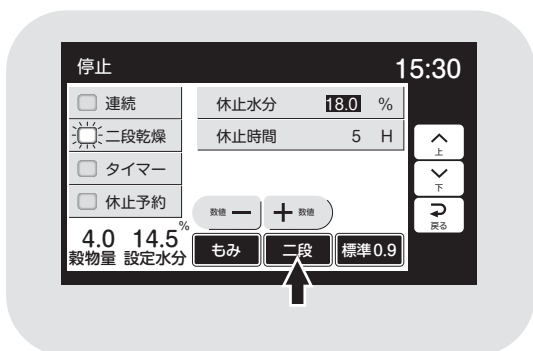 停止 15:30
連続
二段乾燥
タイマー
休止予約
休止水分 18.0 %
休止時間 5 H
上
下
戻る
数値 － ＋ 数値
4.0 14.5 %
穀物量 設定水分
もみ 二段 標準0.9